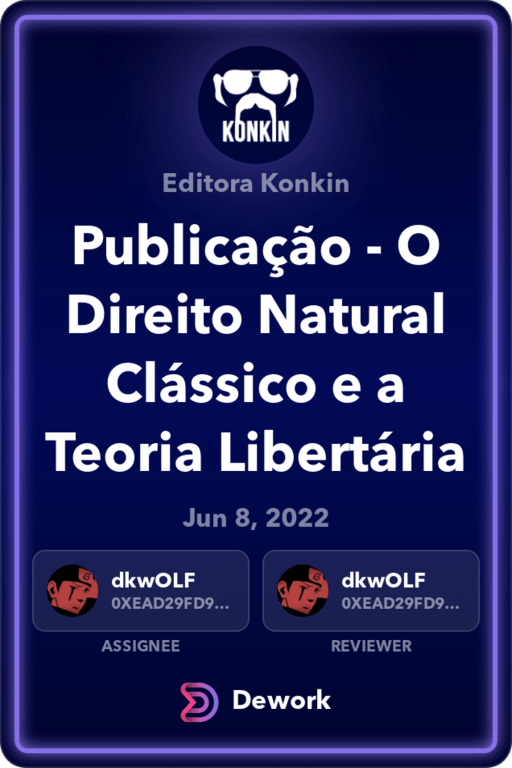 KONKIN
Editora Konkin
Publicação - O
Direito Natural
Clássico e a
Teoria Libertária
Jun 8, 2022
dkwOLF
0XEAD29FD9...
ASSIGNEE
dkwOLF
0XEAD29FD9...
REVIEWER
Dework